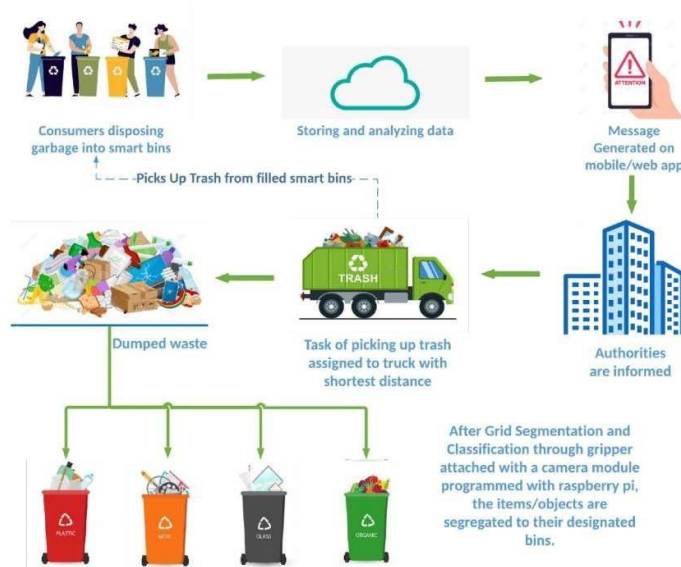 Consumers disposing
garbage into smart bins
Storing and analyzing data
ATTENTION
Message
Generated on
mobile/web app
Picks Up Trash from filled smart bins
TRASH
Dumped waste
Task of picking up trash
assigned to truck with
shortest distance
Authorities
are informed
PLASTIC
METAL
GLASS
ORGANIC
After Grid Segmentation and
Classification through gripper
attached with a camera module
programmed with raspberry pi,
the items/objects are
segregated to their designated
bins.